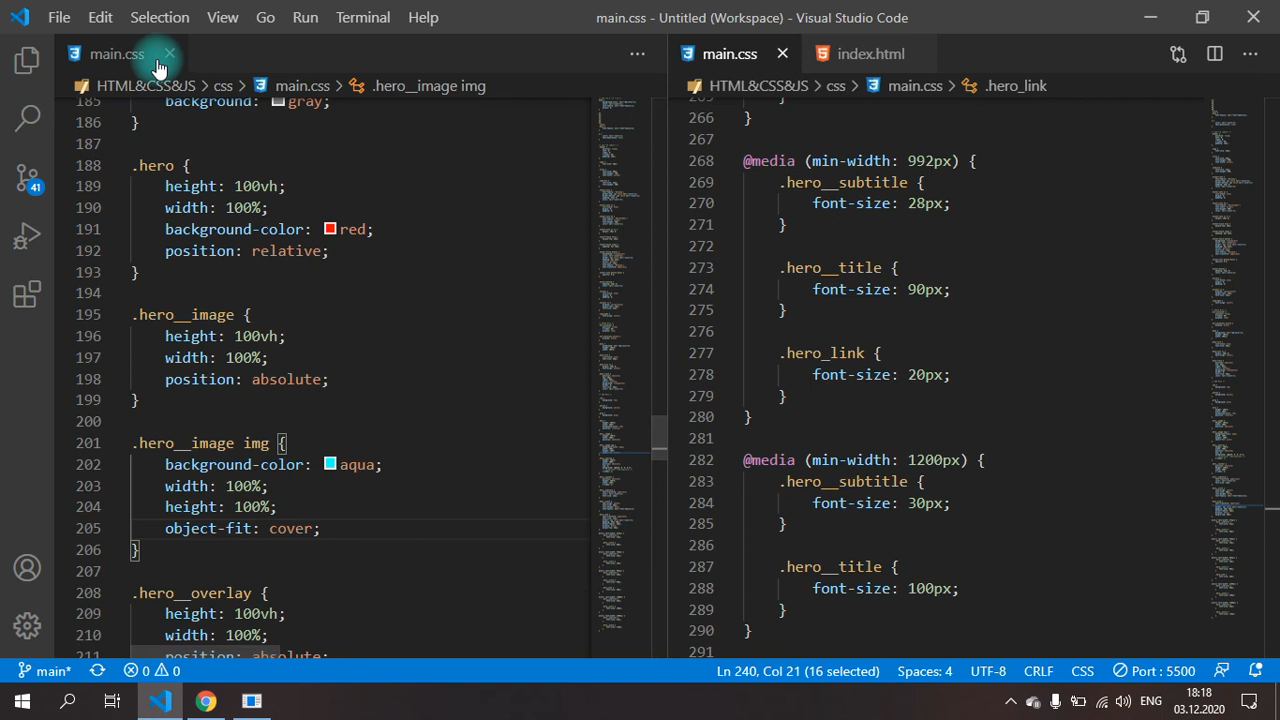 File Edit Selection View Go Run Terminal Help main.css - Untitled (Workspace) - Visual Studio Code
main.css
HTML&CSS&JS > css > main.css > .hero__image img
185 background: gray;
186 }
187
188 .hero {
189 height: 100vh;
190 width: 100%;
191 background-color: red;
192 position: relative;
193 }
194
195 .hero__image {
196 height: 100vh;
197 width: 100%;
198 position: absolute;
199 }
200
201 .hero__image img {
202 background-color: aqua;
203 width: 100%;
204 height: 100%;
205 object-fit: cover;
206 }
207
208 .hero__overlay {
209 height: 100vh;
210 width: 100%;
211 position: absolute;
main.css index.html
HTML&CSS&JS > css > main.css > .hero_link
265 }
266 }
267
268 @media (min-width: 992px) {
269 .hero__subtitle {
270 font-size: 28px;
271 }
272
273 .hero__title {
274 font-size: 90px;
275 }
276
277 .hero_link {
278 font-size: 20px;
279 }
280 }
281
282 @media (min-width: 1200px) {
283 .hero__subtitle {
284 font-size: 30px;
285 }
286
287 .hero__title {
288 font-size: 100px;
289 }
290 }
291
41
main* 0 0 Ln 240, Col 21 (16 selected) Spaces: 4 UTF-8 CRLF CSS Port : 5500
ENG 18:18
03.12.2020